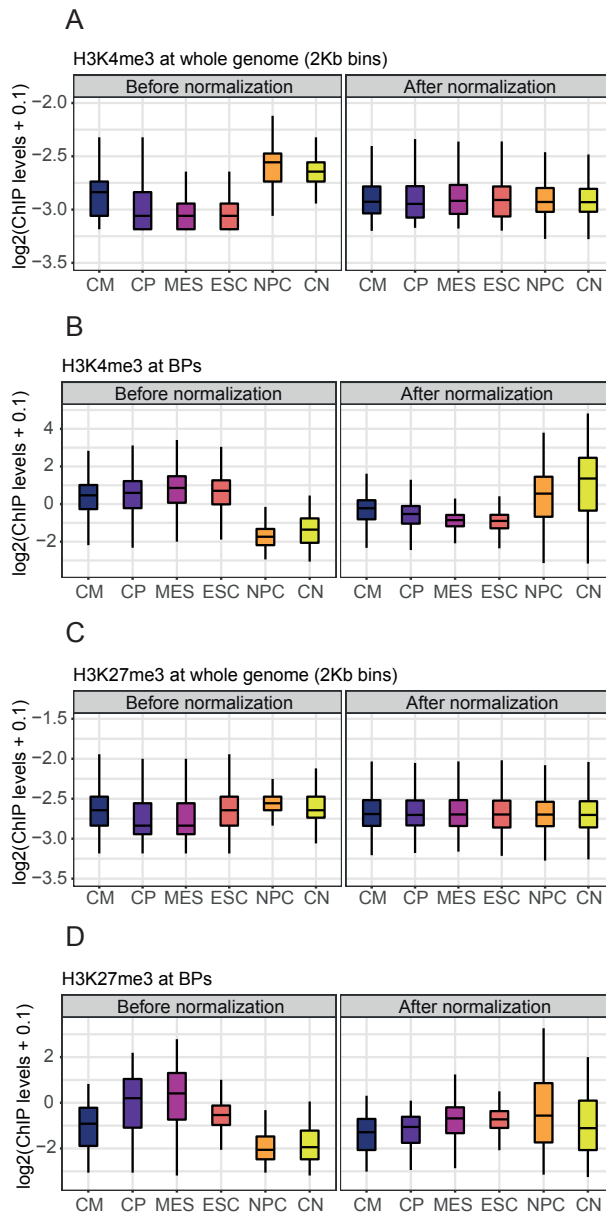 A
H3K4me3 at whole genome (2Kb bins)
Before normalization After normalization
log2(ChIP levels + 0.1)
−2.0
−2.5
−3.0
−3.5
CM CP MES ESC NPC CN CM CP MES ESC NPC CN
B
H3K4me3 at BPs
Before normalization After normalization
log2(ChIP levels + 0.1)
4
2
0
−2
CM CP MES ESC NPC CN CM CP MES ESC NPC CN
C
H3K27me3 at whole genome (2Kb bins)
Before normalization After normalization
log2(ChIP levels + 0.1)
−1.5
−2.0
−2.5
−3.0
−3.5
CM CP MES ESC NPC CN CM CP MES ESC NPC CN
D
H3K27me3 at BPs
Before normalization After normalization
log2(ChIP levels + 0.1)
2
0
−2
CM CP MES ESC NPC CN CM CP MES ESC NPC CN